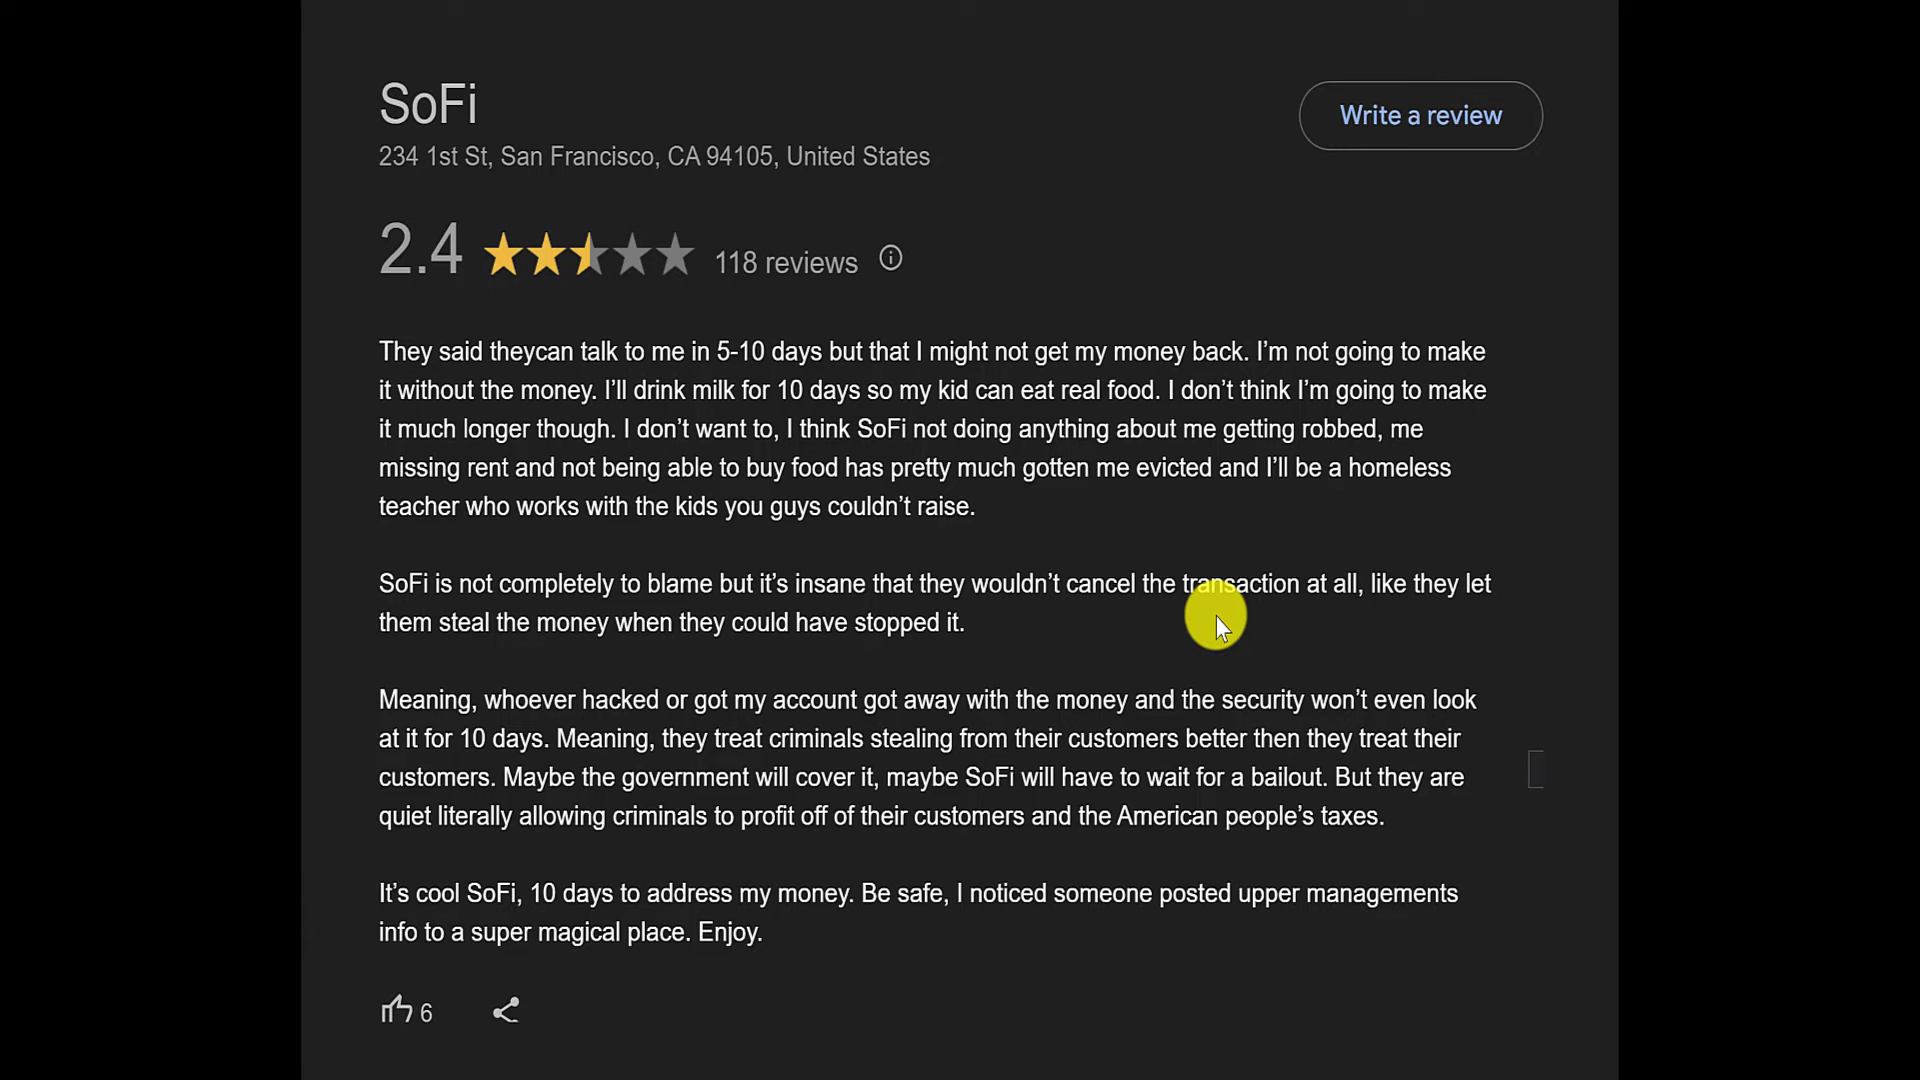 SoFi
Write a review
234 1st St, San Francisco, CA 94105, United States
2.4 118 reviews
They said theycan talk to me in 5-10 days but that I might not get my money back. I’m not going to make
it without the money. I’ll drink milk for 10 days so my kid can eat real food. I don’t think I’m going to make
it much longer though. I don’t want to, I think SoFi not doing anything about me getting robbed, me
missing rent and not being able to buy food has pretty much gotten me evicted and I’ll be a homeless
teacher who works with the kids you guys couldn’t raise.
SoFi is not completely to blame but it’s insane that they wouldn’t cancel the transaction at all, like they let
them steal the money when they could have stopped it.
Meaning, whoever hacked or got my account got away with the money and the security won’t even look
at it for 10 days. Meaning, they treat criminals stealing from their customers better then they treat their
customers. Maybe the government will cover it, maybe SoFi will have to wait for a bailout. But they are
quiet literally allowing criminals to profit off of their customers and the American people’s taxes.
It’s cool SoFi, 10 days to address my money. Be safe, I noticed someone posted upper managements
info to a super magical place. Enjoy.
6